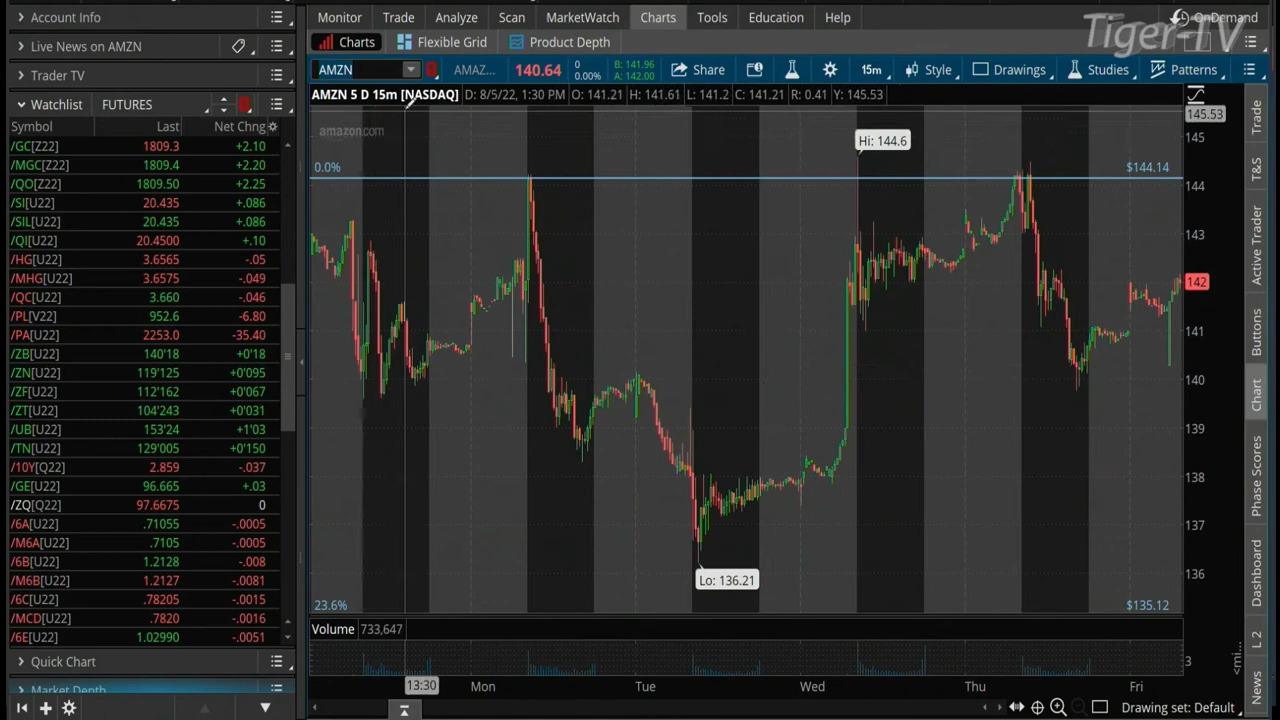 Account Info
Live News on AMZN
Trader TV
Watchlist FUTURES
Symbol Last Net Chng
/GC[Z22] 1809.3 +2.10
/MGC[Z22] 1809.4 +2.20
/QO[Z22] 1809.50 +2.25
/SI[U22] 20.435 +.086
/SIL[U22] 20.435 +.086
/QI[U22] 20.4500 +.10
/HG[U22] 3.6565 -.05
/MHG[U22] 3.6575 -.049
/QC[U22] 3.660 -.046
/PL[V22] 952.6 -6.80
/PA[U22] 2253.0 -35.40
/ZB[U22] 140'18 +0'18
/ZN[U22] 119'125 +0'095
/ZF[U22] 112'162 +0'067
/ZT[U22] 104'243 +0'031
/UB[U22] 153'24 +1'03
/TN[U22] 129'005 +0'150
/10Y[Q22] 2.859 -.037
/GE[U22] 96.665 +.03
/ZQ[Q22] 97.6675 0
/6A[U22] .71055 -.0005
/M6A[U22] .7105 -.0005
/6B[U22] 1.2128 -.008
/M6B[U22] 1.2127 -.0081
/6C[U22] .78205 -.0015
/MCD[U22] .7820 -.0016
/6E[U22] 1.02990 -.0051
Quick Chart
Market Depth
Monitor Trade Analyze Scan MarketWatch Charts Tools Education Help
OnDemand
Tiger-TV
Charts Flexible Grid Product Depth
AMZN AMAZ... 140.64 0 B: 141.96
0.00% A: 142.00
Share 15m Style Drawings Studies Patterns
AMZN 5 D 15m [NASDAQ] D: 8/5/22, 1:30 PM O: 141.21 H: 141.61 L: 141.2 C: 141.21 R: 0.41 Y: 145.53
145.53
amazon.com
145
Hi: 144.6
0.0% $144.14
144
143
142
141
140
139
138
137
136
Lo: 136.21
23.6% $135.12
Volume 733,647
3
<mi...
13:30 Mon Tue Wed Thu Fri
Drawing set: Default
Trade
T&S
Active Trader
Buttons
Chart
Phase Scores
Dashboard
L 2
News